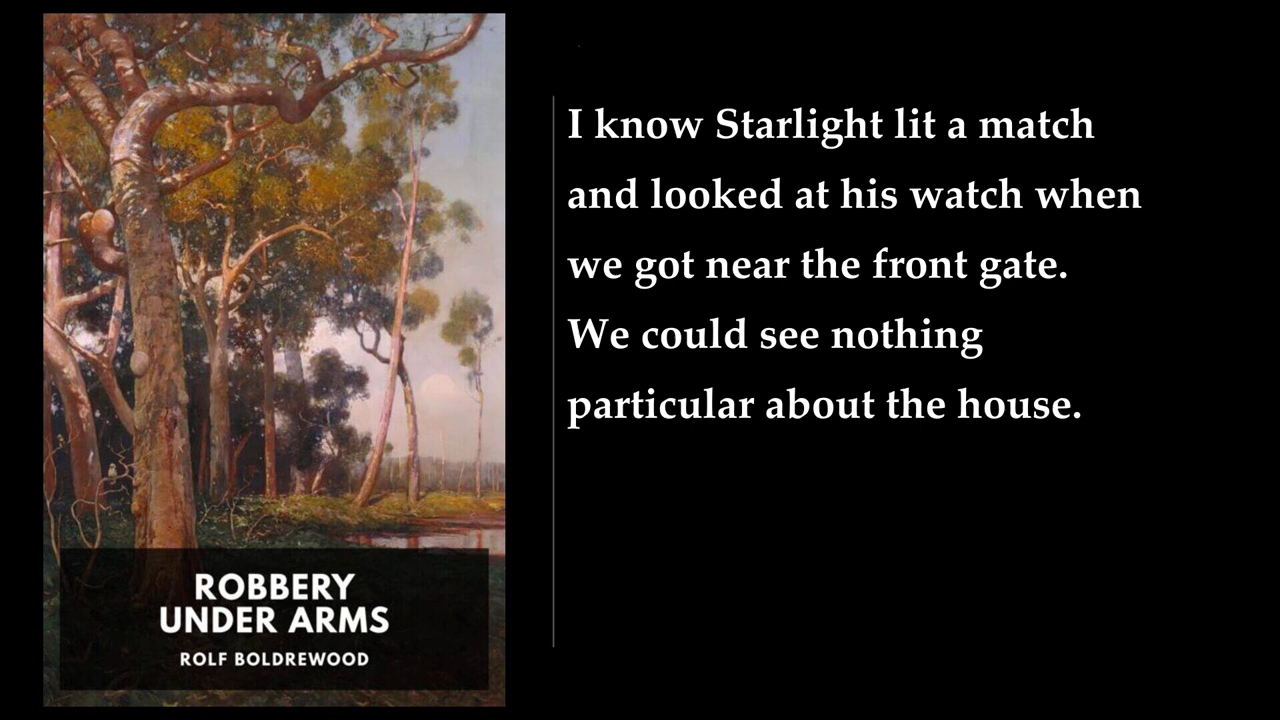 ROBBERY
UNDER ARMS
ROLF BOLDREWOOD
I know Starlight lit a match
and looked at his watch when
we got near the front gate.
We could see nothing
particular about the house.